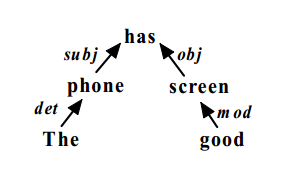 has
subj obj
phone screen
det mod
The good